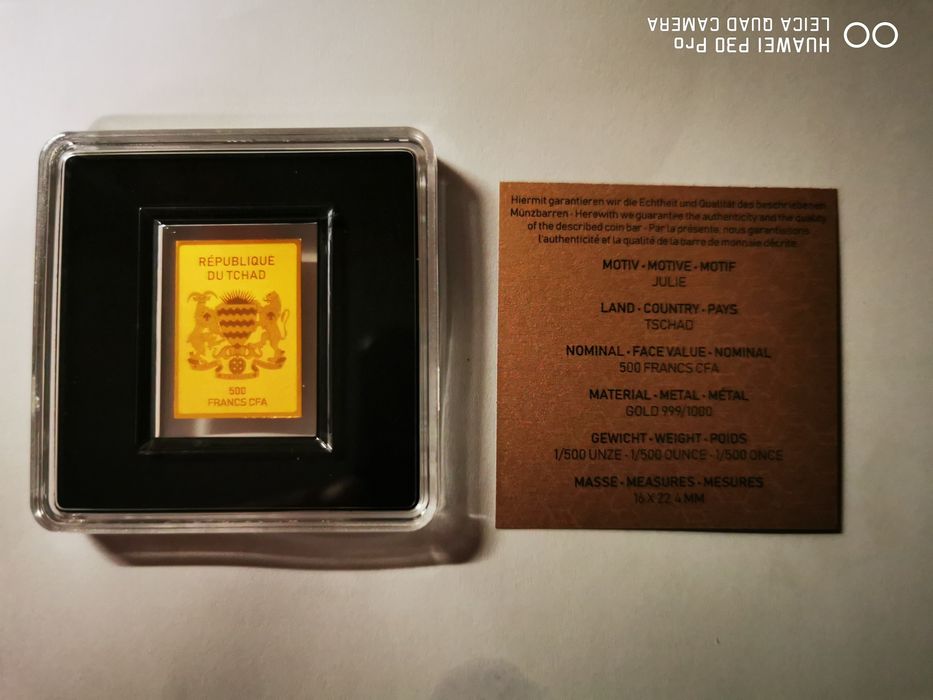 HUAWEI P30 Pro
LEICA QUAD CAMERA
RÉPUBLIQUE
DU TCHAD
500
FRANCS CFA
Hiermit garantieren wir die Echtheit und Qualität des beschriebenen
Münzbarren · Herewith we guarantee the authenticity and the quality
of the described coin bar · Par la présente, nous garantissons
l'authenticité et la qualité de la barre de monnaie décrite.
MOTIV · MOTIVE · MOTIF
JULIE
LAND · COUNTRY · PAYS
TSCHAD
NOMINAL · FACE VALUE · NOMINAL
500 FRANCS CFA
MATERIAL · METAL · MÉTAL
GOLD 999/1000
GEWICHT · WEIGHT · POIDS
1/500 UNZE · 1/500 OUNCE · 1/500 ONCE
MASSE · MEASURES · MESURES
16 X 22,4 MM